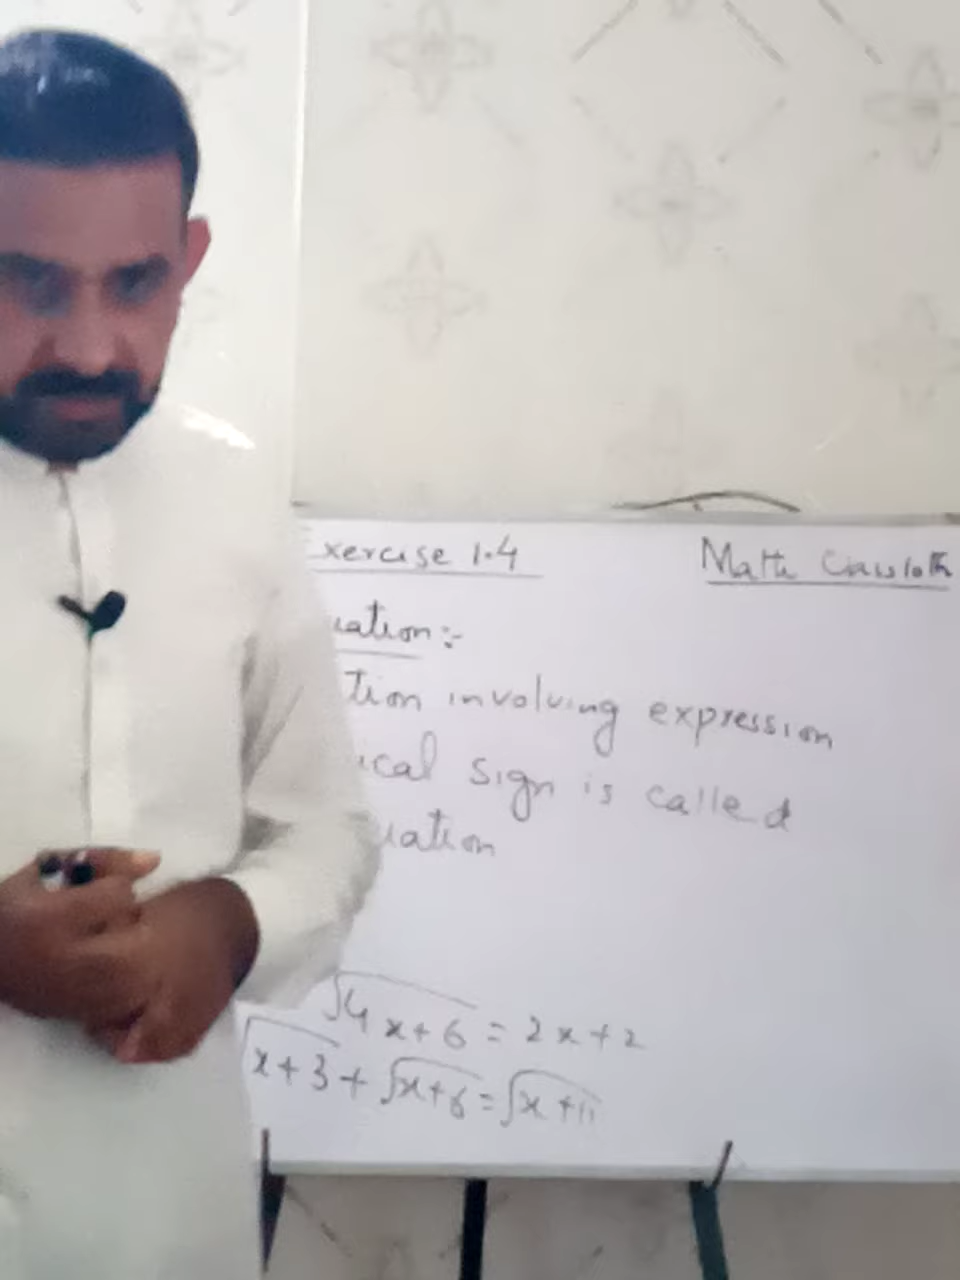 xercise 1.4 Math Class 10th
uation:-
tion involving expression
ical sign is called
uation
√4x+6 = 2x+2
√x+3 + √x+6 = √x+11